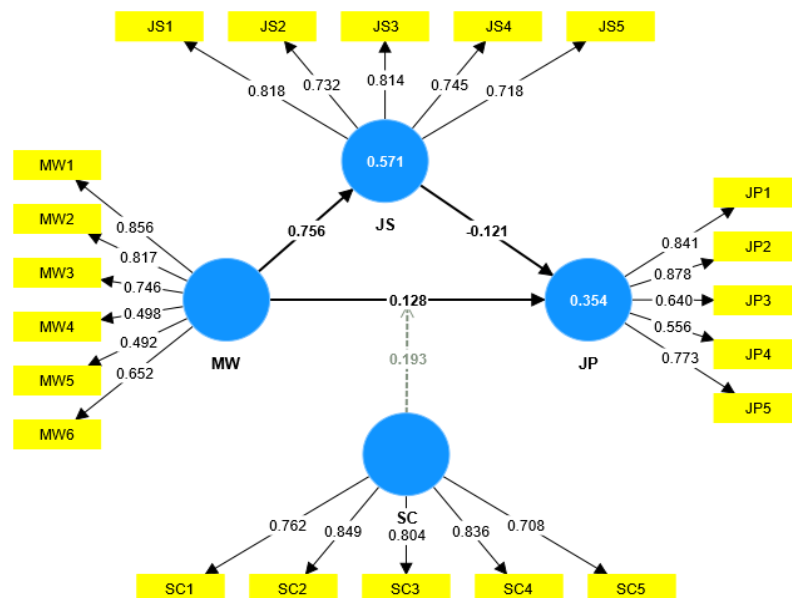 JS1 JS2 JS3 JS4 JS5
0.818 0.732 0.814 0.745 0.718
0.571
JS
MW1
MW2
MW3
MW4
MW5
MW6
0.856
0.817
0.746
0.498
0.492
0.652
MW
0.756
-0.121
0.128
0.193
0.354
JP
0.841
0.878
0.640
0.556
0.773
JP1
JP2
JP3
JP4
JP5
SC
0.762 0.849 0.804 0.836 0.708
SC1 SC2 SC3 SC4 SC5